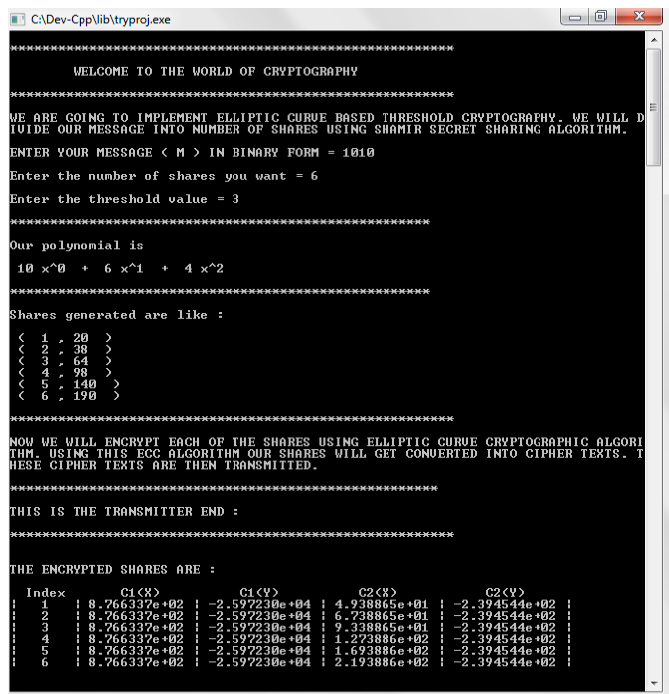 C:\Dev-Cpp\lib\tryproj.exe
******************************************************
WELCOME TO THE WORLD OF CRYPTOGRAPHY
******************************************************
WE ARE GOING TO IMPLEMENT ELLIPTIC CURVE BASED THRESHOLD CRYPTOGRAPHY. WE WILL D
IVIDE OUR MESSAGE INTO NUMBER OF SHARES USING SHAMIR SECRET SHARING ALGORITHM.
ENTER YOUR MESSAGE ( M ) IN BINARY FORM = 1010
Enter the number of shares you want = 6
Enter the threshold value = 3
***************************************************
Our polynomial is
10 x^0 + 6 x^1 + 4 x^2
***************************************************
Shares generated are like :
( 1 , 20 )
( 2 , 38 )
( 3 , 64 )
( 4 , 98 )
( 5 , 140 )
( 6 , 190 )
******************************************************
NOW WE WILL ENCRYPT EACH OF THE SHARES USING ELLIPTIC CURVE CRYPTOGRAPHIC ALGORI
THM. USING THIS ECC ALGORITHM OUR SHARES WILL GET CONVERTED INTO CIPHER TEXTS. T
HESE CIPHER TEXTS ARE THEN TRANSMITTED.
****************************************************
THIS IS THE TRANSMITTER END :
******************************************************
THE ENCRYPTED SHARES ARE :
Index C1(X) C1(Y) C2(X) C2(Y)
| 1 | 8.766337e+02 | -2.597230e+04 | 4.938865e+01 | -2.394544e+02 |
| 2 | 8.766337e+02 | -2.597230e+04 | 6.738865e+01 | -2.394544e+02 |
| 3 | 8.766337e+02 | -2.597230e+04 | 9.338865e+01 | -2.394544e+02 |
| 4 | 8.766337e+02 | -2.597230e+04 | 1.273886e+02 | -2.394544e+02 |
| 5 | 8.766337e+02 | -2.597230e+04 | 1.693886e+02 | -2.394544e+02 |
| 6 | 8.766337e+02 | -2.597230e+04 | 2.193886e+02 | -2.394544e+02 |